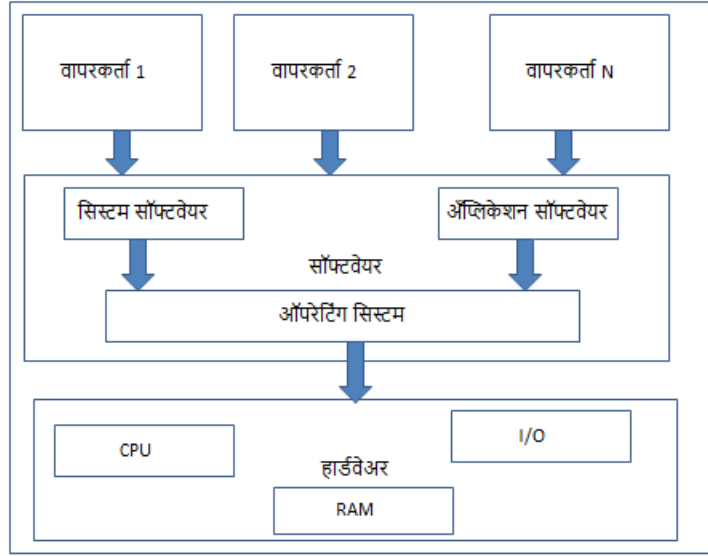 वापरकर्ता 1
वापरकर्ता 2
वापरकर्ता N
सिस्टम सॉफ्टवेयर
अँप्लिकेशन सॉफ्टवेयर
सॉफ्टवेयर
ऑपरेटिंग सिस्टम
CPU
I/O
हार्डवेअर
RAM